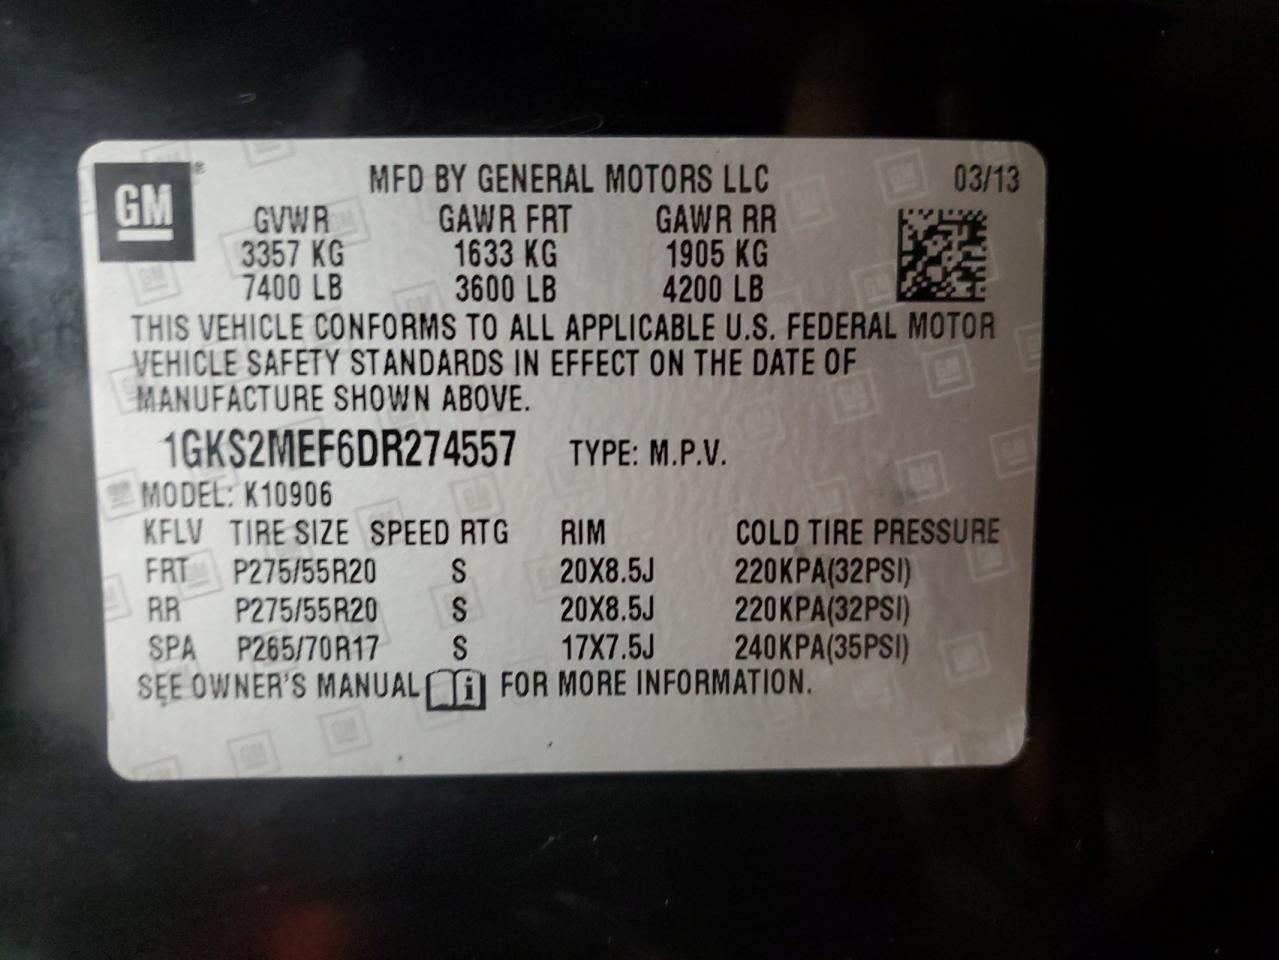 GM ® MFD BY GENERAL MOTORS LLC 03/13
GVWR GAWR FRT GAWR RR
3357 KG 1633 KG 1905 KG
7400 LB 3600 LB 4200 LB
THIS VEHICLE CONFORMS TO ALL APPLICABLE U.S. FEDERAL MOTOR
VEHICLE SAFETY STANDARDS IN EFFECT ON THE DATE OF
MANUFACTURE SHOWN ABOVE.
1GKS2MEF6DR274557 TYPE: M.P.V.
MODEL: K10906
KFLV TIRE SIZE SPEED RTG RIM COLD TIRE PRESSURE
FRT P275/55R20 S 20X8.5J 220KPA(32PSI)
RR P275/55R20 S 20X8.5J 220KPA(32PSI)
SPA P265/70R17 S 17X7.5J 240KPA(35PSI)
SEE OWNER'S MANUAL i FOR MORE INFORMATION.